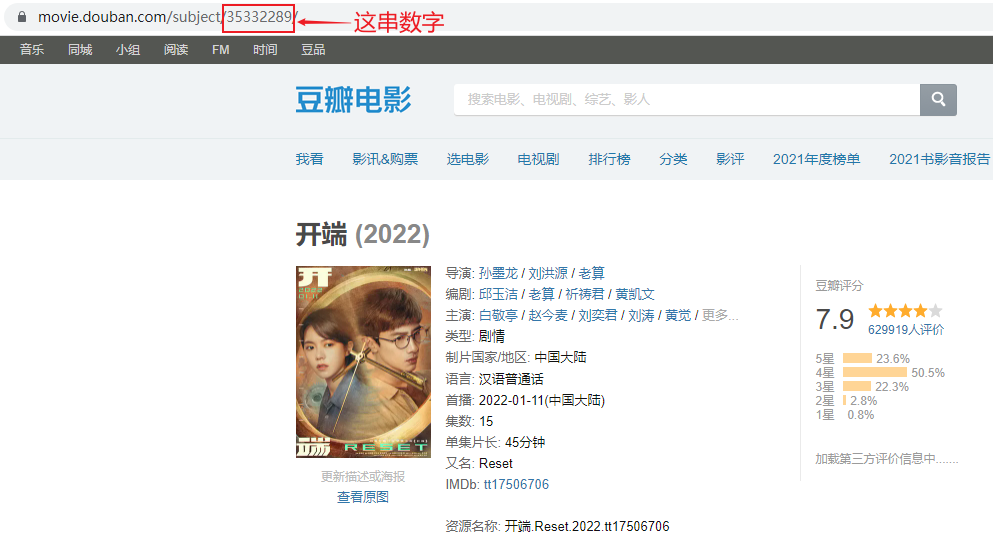 movie.douban.com/subject/35332289/
这串数字
音乐 同城 小组 阅读 FM 时间 豆品
豆瓣电影
搜索电影、电视剧、综艺、影人
我看 影讯&购票 选电影 电视剧 排行榜 分类 影评 2021年度榜单 2021书影音报告
开端 (2022)
开
2022
01.11
端
RESET
更新描述或海报
查看原图
导演: 孙墨龙 / 刘洪源 / 老算
编剧: 邱玉洁 / 老算 / 祈祷君 / 黄凯文
主演: 白敬亭 / 赵今麦 / 刘奕君 / 刘涛 / 黄觉 / 更多...
类型: 剧情
制片国家/地区: 中国大陆
语言: 汉语普通话
首播: 2022-01-11(中国大陆)
集数: 15
单集片长: 45分钟
又名: Reset
IMDb: tt17506706
资源名称: 开端.Reset.2022.tt17506706
豆瓣评分
7.9
629919人评价
5星 23.6%
4星 50.5%
3星 22.3%
2星 2.8%
1星 0.8%
加载第三方评价信息中.......